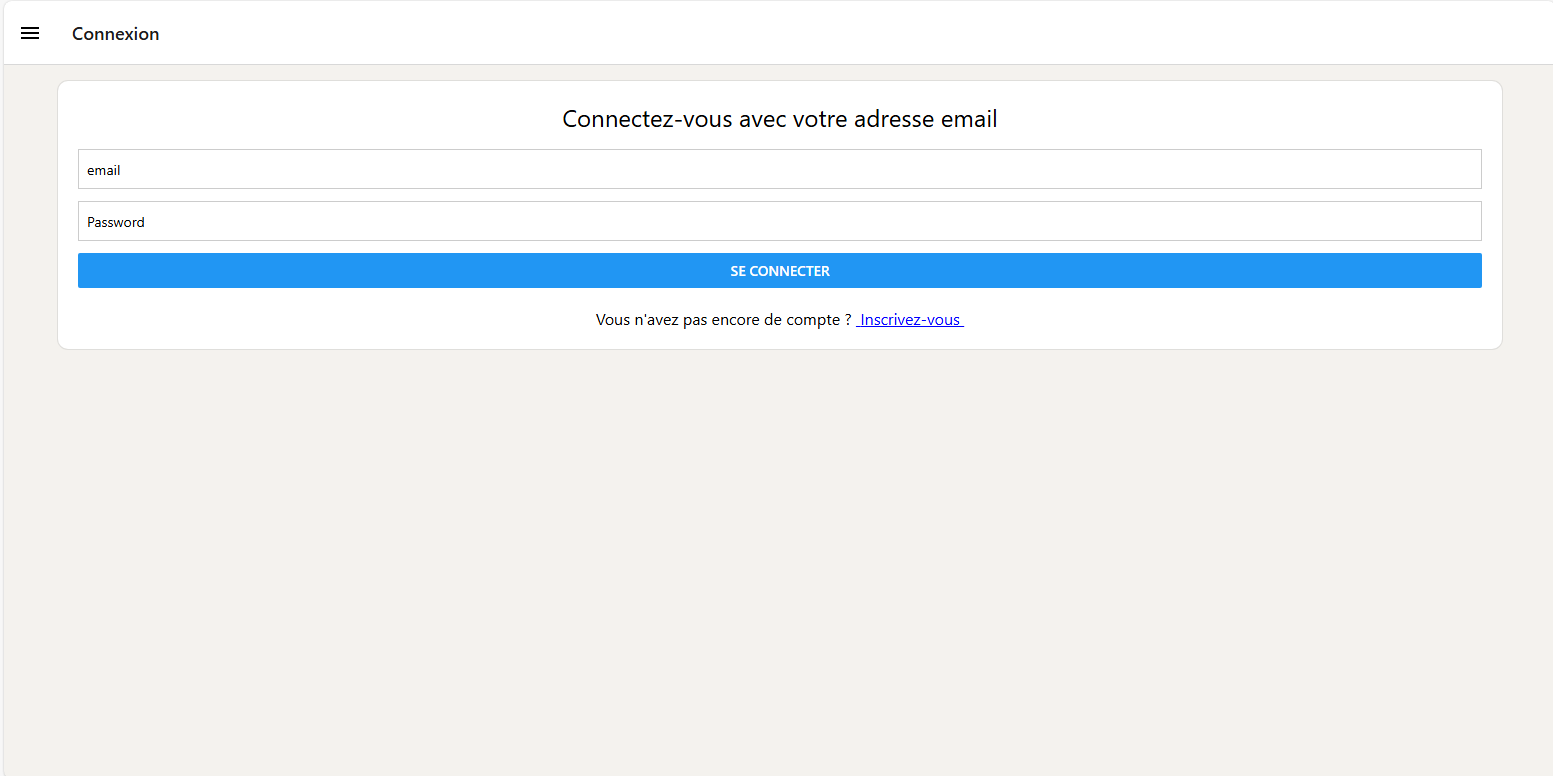 Connexion
Connectez-vous avec votre adresse email
email
Password
SE CONNECTER
Vous n'avez pas encore de compte ? Inscrivez-vous